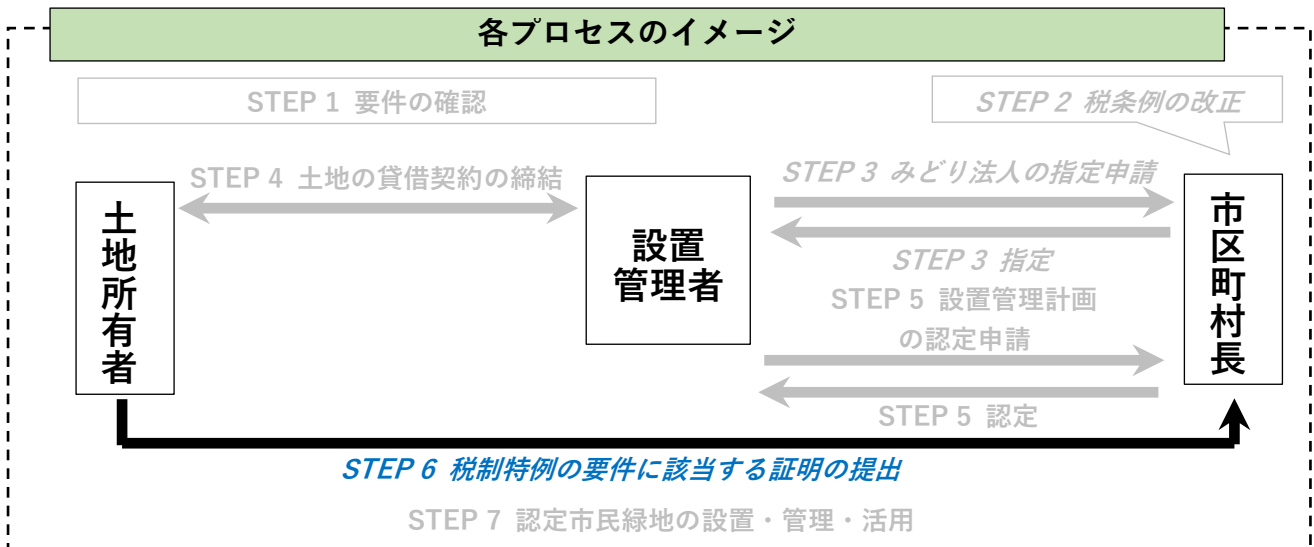 各プロセスのイメージ
STEP 1 要件の確認
STEP 2 税条例の改正
STEP 4 土地の貸借契約の締結
STEP 3 みどり法人の指定申請
土地所有者
設置
管理者
市区町村長
STEP 3 指定
STEP 5 設置管理計画
の認定申請
STEP 5 認定
STEP 6 税制特例の要件に該当する証明の提出
STEP 7 認定市民緑地の設置・管理・活用